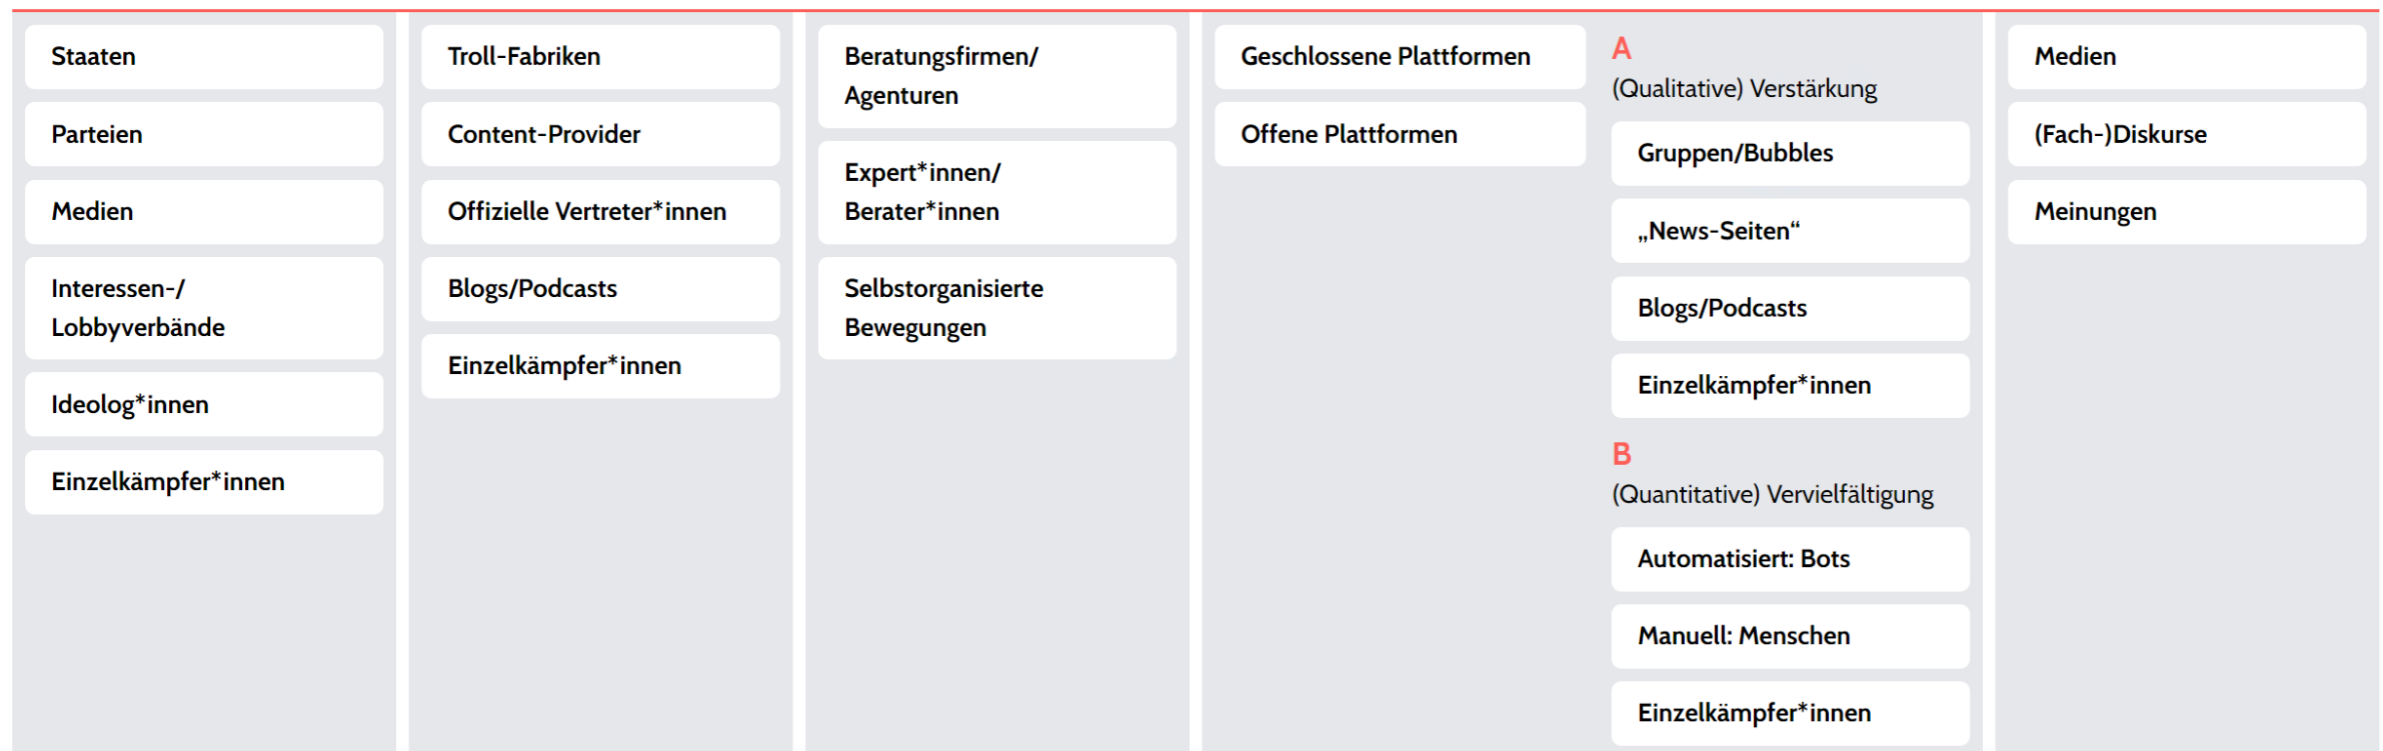 Staaten
Parteien
Medien
Interessen-/
Lobbyverbände
Ideolog*innen
Einzelkämpfer*innen
Troll-Fabriken
Content-Provider
Offizielle Vertreter*innen
Blogs/Podcasts
Einzelkämpfer*innen
Beratungsfirmen/
Agenturen
Expert*innen/
Berater*innen
Selbstorganisierte
Bewegungen
Geschlossene Plattformen
Offene Plattformen
A
(Qualitative) Verstärkung
Gruppen/Bubbles
„News-Seiten“
Blogs/Podcasts
Einzelkämpfer*innen
B
(Quantitative) Vervielfältigung
Automatisiert: Bots
Manuell: Menschen
Einzelkämpfer*innen
Medien
(Fach-)Diskurse
Meinungen